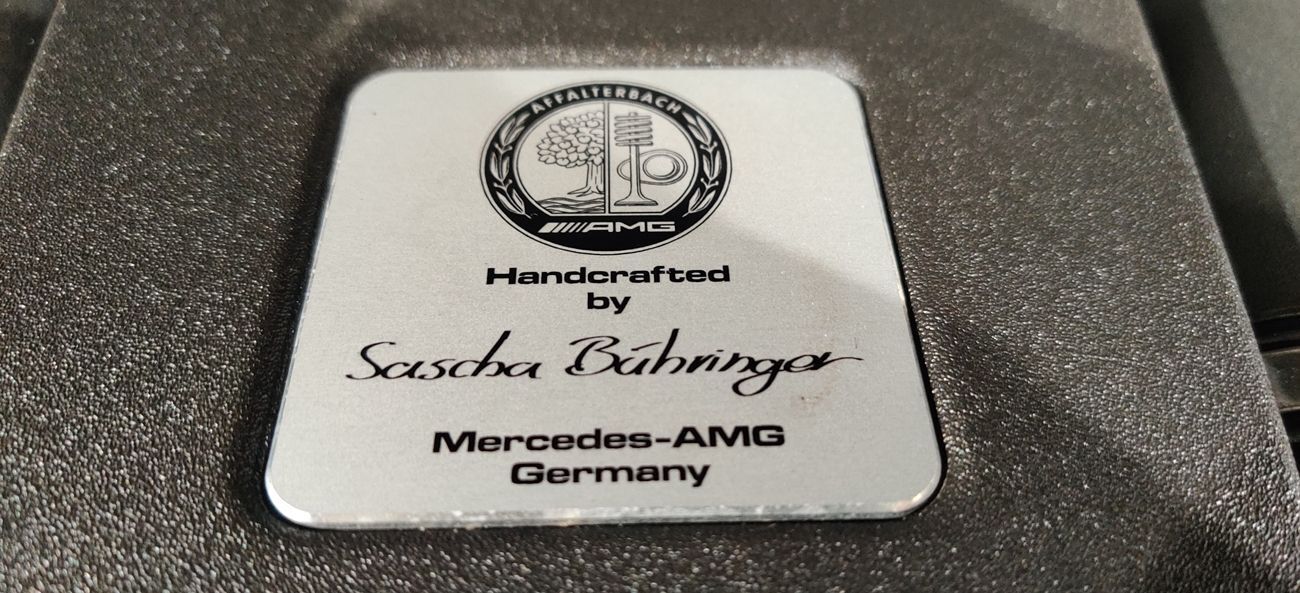 AFFALTERBACH
AMG
Handcrafted
by
Sascha Bühringer
Mercedes-AMG
Germany